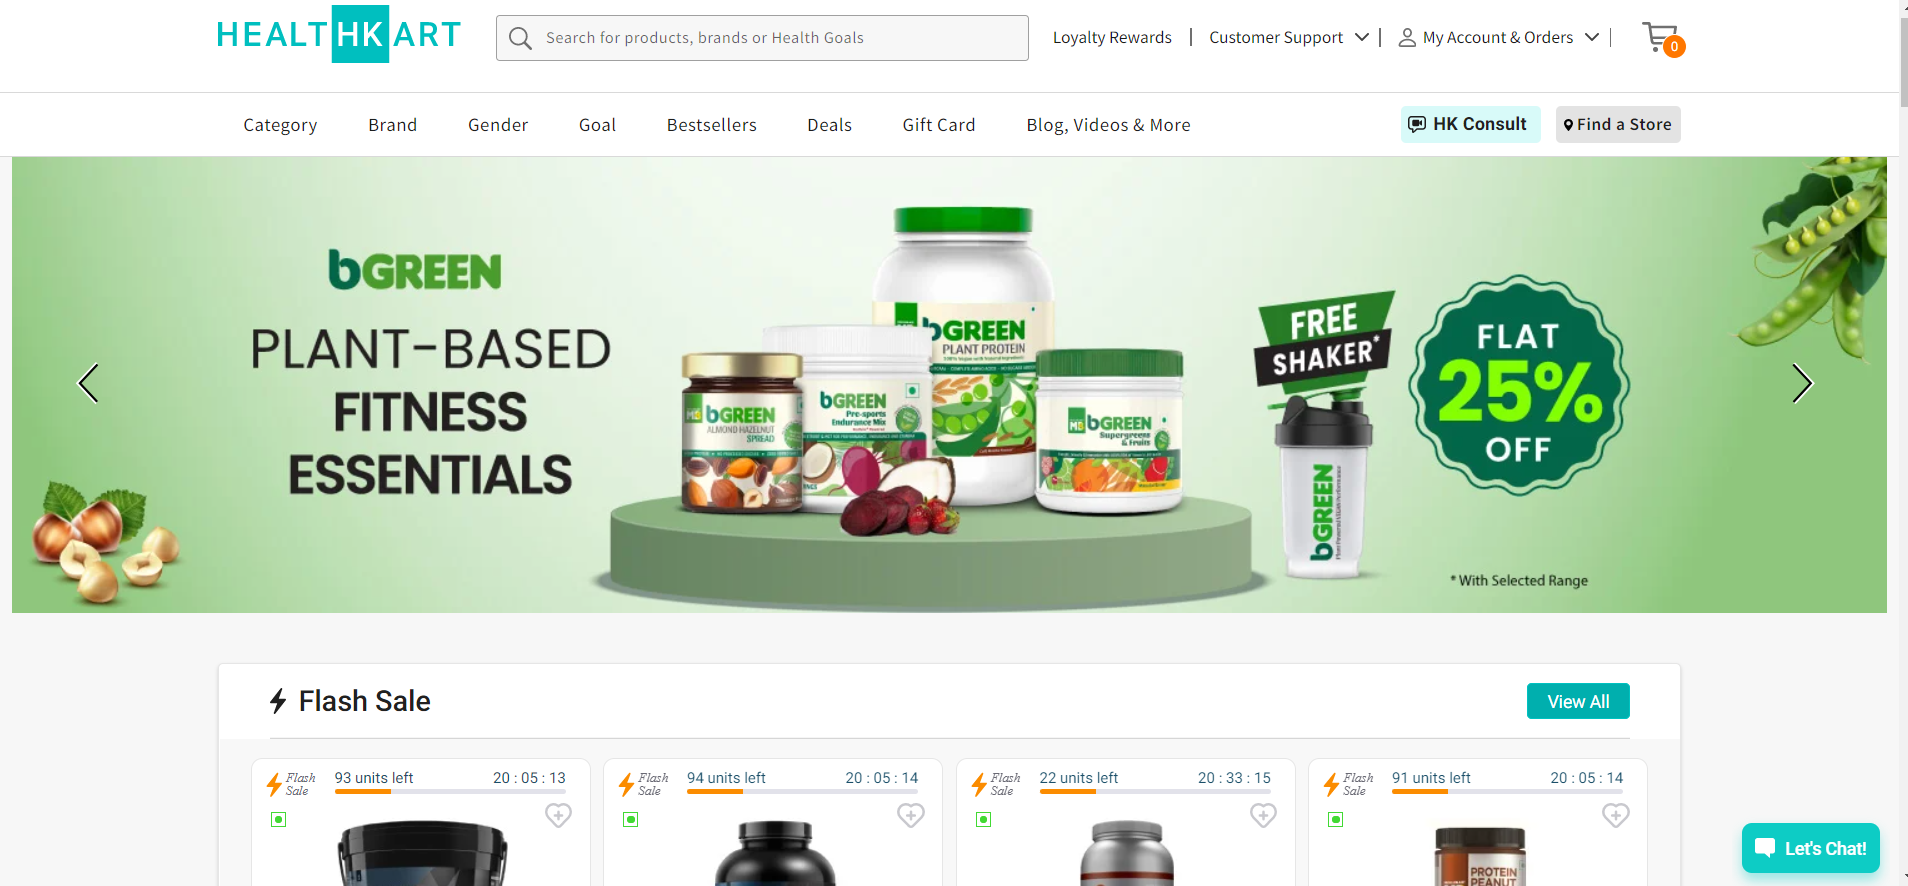 HEALTHKART
Search for products, brands or Health Goals
Loyalty Rewards
Customer Support
My Account & Orders
0
Category
Brand
Gender
Goal
Bestsellers
Deals
Gift Card
Blog, Videos & More
HK Consult
Find a Store
bGREEN
PLANT-BASED
FITNESS
ESSENTIALS
MB bGREEN
ALMOND HAZELNUT
SPREAD
bGREEN
Pre-sports
Endurance Mix
bGREEN
PLANT PROTEIN
MB bGREEN
Supergreens
& Fruits
FREE
SHAKER*
bGREEN
FLAT
25%
OFF
* With Selected Range
Flash Sale
View All
Flash
Sale
93 units left
20 : 05 : 13
Flash
Sale
94 units left
20 : 05 : 14
Flash
Sale
22 units left
20 : 33 : 15
Flash
Sale
91 units left
20 : 05 : 14
PROTEIN
PEANUT
Let's Chat!